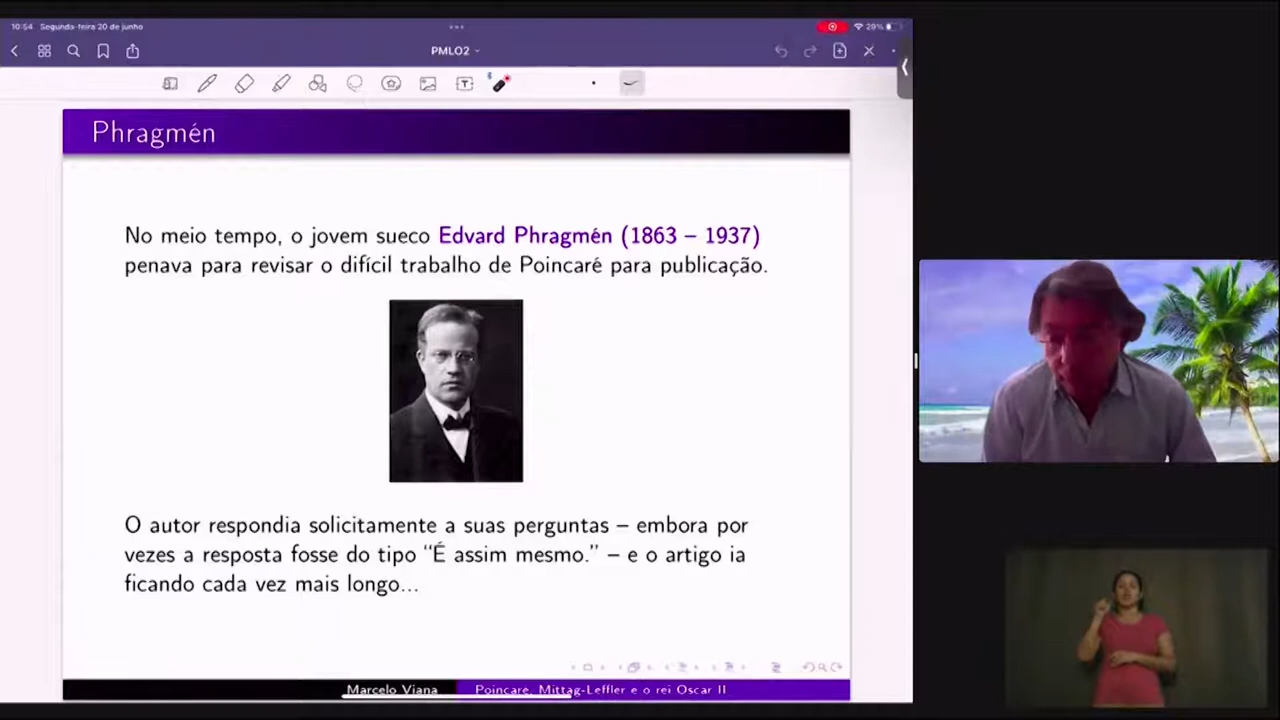 10:54 Segunda-feira 20 de junho
29%
PMLO2
Phragmén
No meio tempo, o jovem sueco Edvard Phragmén (1863 – 1937)
penava para revisar o difícil trabalho de Poincaré para publicação.
O autor respondia solicitamente a suas perguntas – embora por
vezes a resposta fosse do tipo “É assim mesmo.” – e o artigo ia
ficando cada vez mais longo...
Marcelo Viana
Poincare, Mittag-Leffler e o rei Oscar II